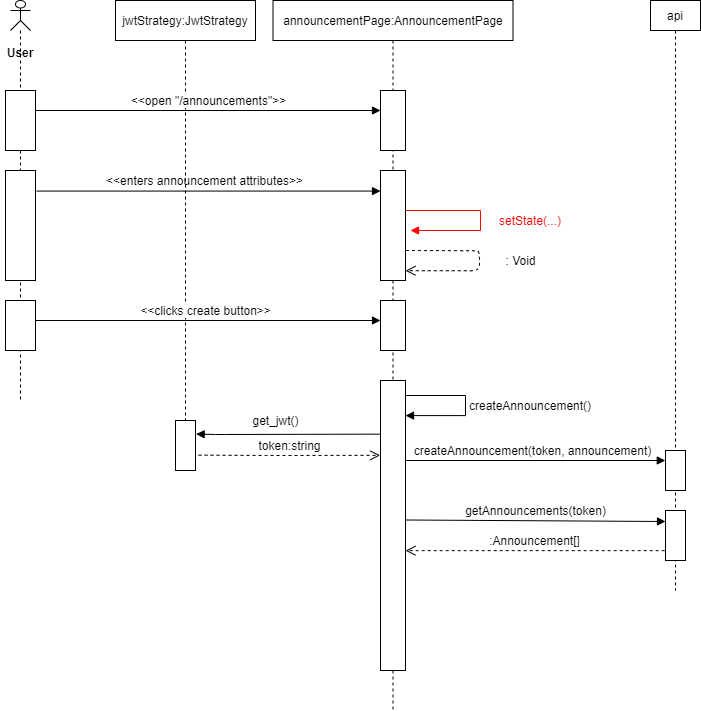 jwtStrategy:JwtStrategy
announcementPage:AnnouncementPage
api
User
<<open "/announcements">>
<<enters announcement attributes>>
setState(...)
: Void
<<clicks create button>>
createAnnouncement()
get_jwt()
token:string
createAnnouncement(token, announcement)
getAnnouncements(token)
:Announcement[]